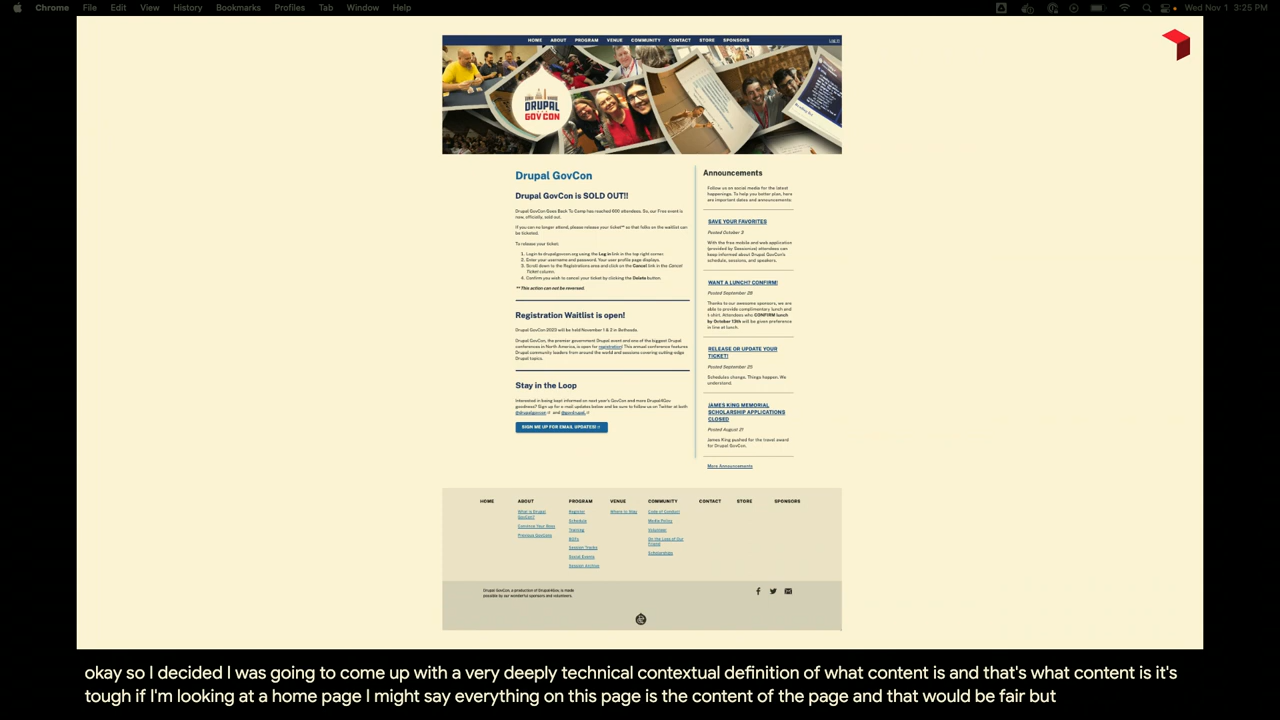 Chrome File Edit View History Bookmarks Profiles Tab Window Help
Wed Nov 1 3:25 PM
HOME ABOUT PROGRAM VENUE COMMUNITY CONTACT STORE SPONSORS
Log in
DRUPAL
GOV CON
Drupal GovCon
Drupal GovCon is SOLD OUT!!
Drupal GovCon Goes Back To Camp has reached 600 attendees. So, our Free event is
now, officially, sold out.
If you can no longer attend, please release your ticket** so that folks on the waitlist can
be ticketed.
To release your ticket:
1. Login to drupalgovcon.org using the Log in link in the top right corner.
2. Enter your username and password. Your user profile page displays.
3. Scroll down to the Registrations area and click on the Cancel link in the Cancel
Ticket column.
4. Confirm you wish to cancel your ticket by clicking the Delete button.
** This action can not be reversed.
Registration Waitlist is open!
Drupal GovCon 2023 will be held November 1 & 2 in Bethesda.
Drupal GovCon, the premier government Drupal event and one of the biggest Drupal
conferences in North America, is open for registration! This annual conference features
Drupal community leaders from around the world and sessions covering cutting-edge
Drupal topics.
Stay in the Loop
Interested in being kept informed on next year's GovCon and more Drupal4Gov
goodness? Sign up for e-mail updates below and be sure to follow us on Twitter at both
@drupalgovcon and @govdrupal.
SIGN ME UP FOR EMAIL UPDATES!
Announcements
Follow us on social media for the latest
happenings. To help you better plan, here
are important dates and announcements:
SAVE YOUR FAVORITES
Posted October 3
With the free mobile and web application
(provided by Sessionize) attendees can
keep informed about Drupal GovCon's
schedule, sessions, and speakers.
WANT A LUNCH? CONFIRM!
Posted September 28
Thanks to our awesome sponsors, we are
able to provide complimentary lunch and
t-shirt. Attendees who CONFIRM lunch
by October 13th will be given preference
in line at lunch.
RELEASE OR UPDATE YOUR
TICKET!
Posted September 25
Schedules change. Things happen. We
understand.
JAMES KING MEMORIAL
SCHOLARSHIP APPLICATIONS
CLOSED
Posted August 21
James King pushed for the travel award
for Drupal GovCon.
More Announcements
HOME ABOUT PROGRAM VENUE COMMUNITY CONTACT STORE SPONSORS
What is Drupal
GovCon?
Convince Your Boss
Previous GovCons
Register
Schedule
Training
BOFs
Session Tracks
Social Events
Session Archive
Where to Stay
Code of Conduct
Media Policy
Volunteer
On the Loss of Our
Friend
Scholarships
Drupal GovCon: a production of Drupal4Gov, is made
possible by our wonderful sponsors and volunteers.
okay so I decided I was going to come up with a very deeply technical contextual definition of what content is and that's what content is it's
tough if I'm looking at a home page I might say everything on this page is the content of the page and that would be fair but